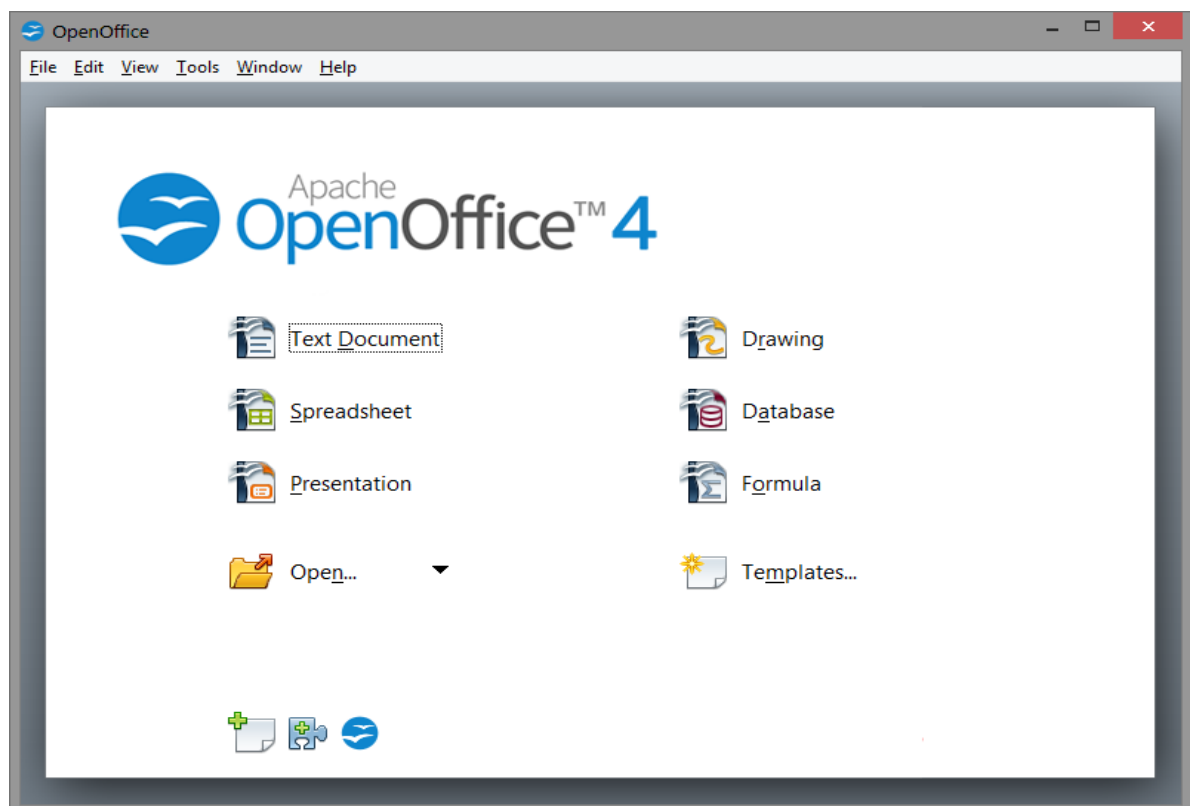 OpenOffice
File Edit View Tools Window Help
Apache
OpenOffice™ 4
Text Document
Drawing
Spreadsheet
Database
Presentation
Formula
Open...
Templates...